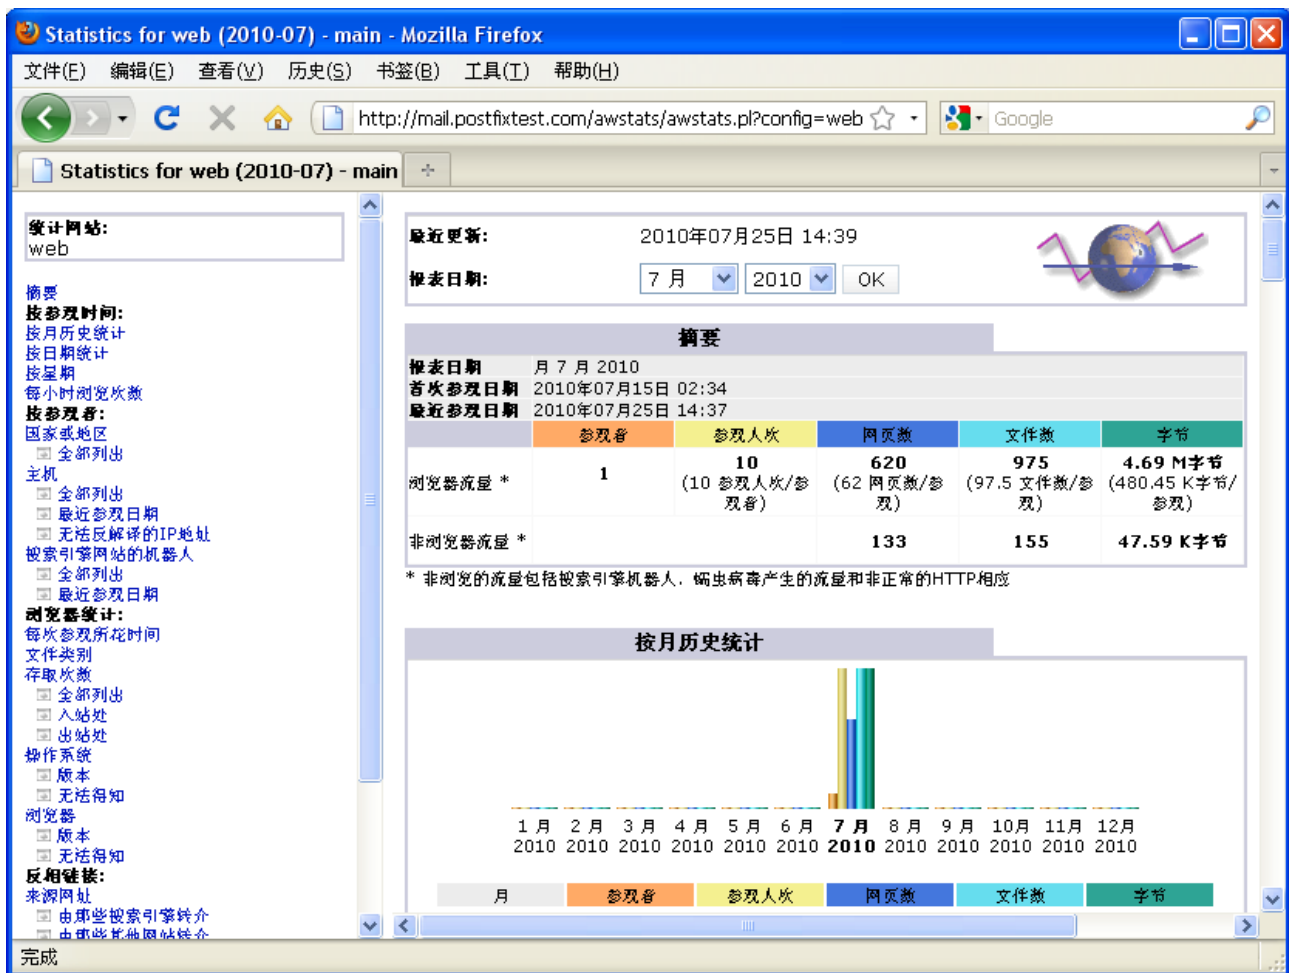 Statistics for web (2010-07) - main - Mozilla Firefox
文件(F) 编辑(E) 查看(V) 历史(S) 书签(B) 工具(T) 帮助(H)
http://mail.postfixtest.com/awstats/awstats.pl?config=web
Google
Statistics for web (2010-07) - main
统计网站:
web
摘要
按参观时间:
按月历史统计
按日期统计
按星期
每小时浏览次数
按参观者:
国家或地区
全部列出
主机
全部列出
最近参观日期
无法反解译的IP地址
搜索引擎网站的机器人
全部列出
最近参观日期
浏览器统计:
每次参观所花时间
文件类别
存取次数
全部列出
入站处
出站处
操作系统
版本
无法得知
浏览器
版本
无法得知
反相链接:
来源网址
由那些搜索引擎转介
由那些其他网站转介
最近更新: 2010年07月25日 14:39
报表日期: 7 月 2010 OK
摘要
报表日期 月 7 月 2010
首次参观日期 2010年07月15日 02:34
最近参观日期 2010年07月25日 14:37
参观者 参观人次 网页数 文件数 字节
浏览器流量 * 1 10 620 975 4.69 M字节
(10 参观人次/参观者) (62 网页数/参观) (97.5 文件数/参观) (480.45 K字节/参观)
非浏览器流量 * 133 155 47.59 K字节
* 非浏览的流量包括搜索引擎机器人，蠕虫病毒产生的流量和非正常的HTTP相应
按月历史统计
1 月 2 月 3 月 4 月 5 月 6 月 7 月 8 月 9 月 10月 11月 12月
2010 2010 2010 2010 2010 2010 2010 2010 2010 2010 2010 2010
月 参观者 参观人次 网页数 文件数 字节
完成